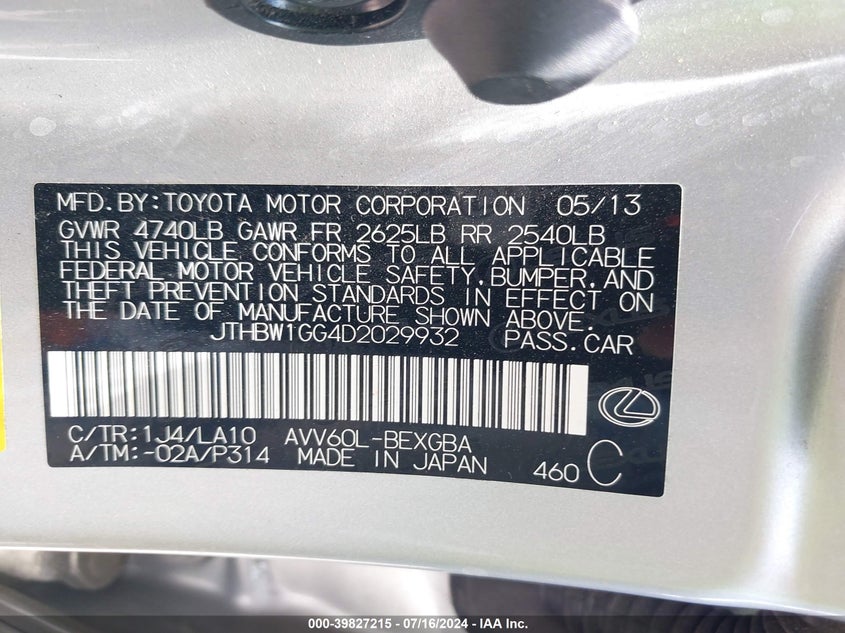 MFD.BY:TOYOTA MOTOR CORPORATION 05/13
GVWR 4740LB GAWR FR 2625LB RR 2540LB
THIS VEHICLE CONFORMS TO ALL APPLICABLE
FEDERAL MOTOR VEHICLE SAFETY,BUMPER,AND
THEFT PREVENTION STANDARDS IN EFFECT ON
THE DATE OF MANUFACTURE SHOWN ABOVE.
JTHBW1GG4D2029932 PASS.CAR
C/TR:1J4/LA10 AVV60L-BEXGBA
A/TM:-02A/P314 MADE IN JAPAN 460 C
000-39827215 - 07/16/2024 - IAA Inc.